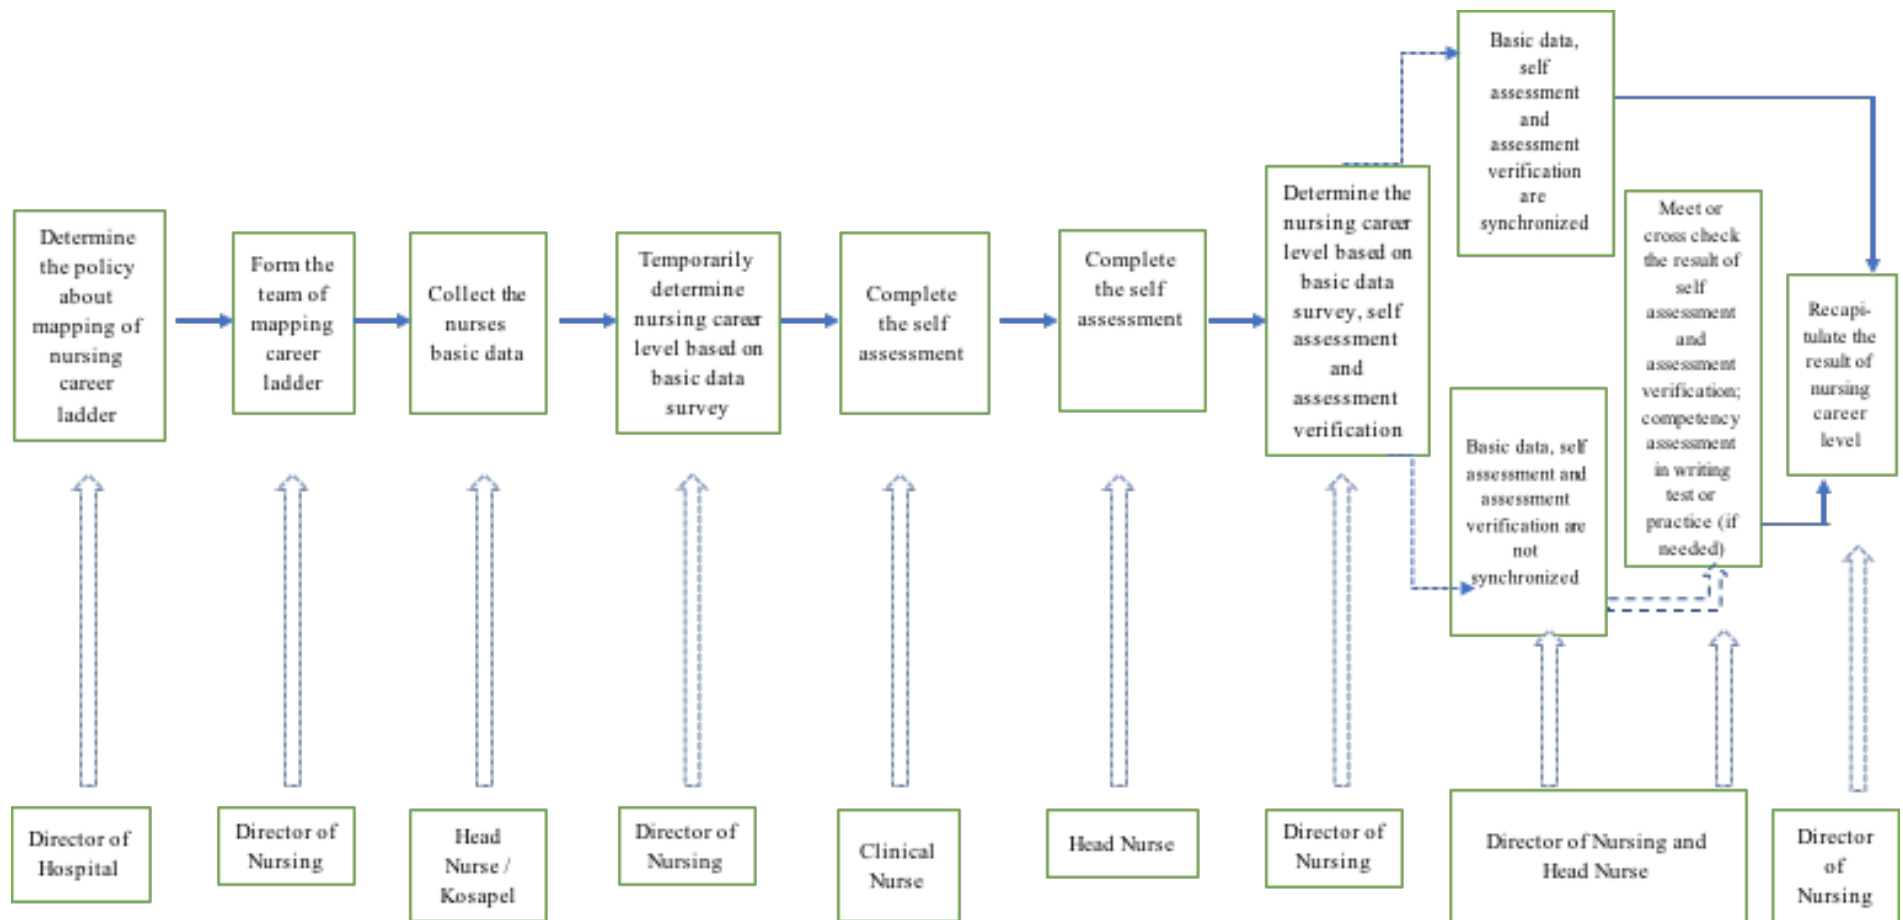 Determine
the policy
about
mapping of
nursing
career
ladder
Form the
team of
mapping
career
ladder
Collect the
nurses
basic data
Temporarily
determine
nursing career
level based on
basic data
survey
Complete
the self
assessment
Complete
the self
assessment
Determine the
nursing career
level based on
basic data
survey, self
assessment
and
assessment
verification
Basic data,
self
assessment
and
assessment
verification
are
synchronized
Basic data, self
assessment and
assessment
verification are
not
synchronized
Meet or
cross check
the result of
self
assessment
and
assessment
verification;
competency
assessment
in writing
test or
practice (if
needed)
Recapi-
tulate the
result of
nursing
career
level
Director of
Hospital
Director of
Nursing
Head
Nurse /
Kosapel
Director of
Nursing
Clinical
Nurse
Head Nurse
Director of
Nursing
Director of Nursing and
Head Nurse
Director
of
Nursing